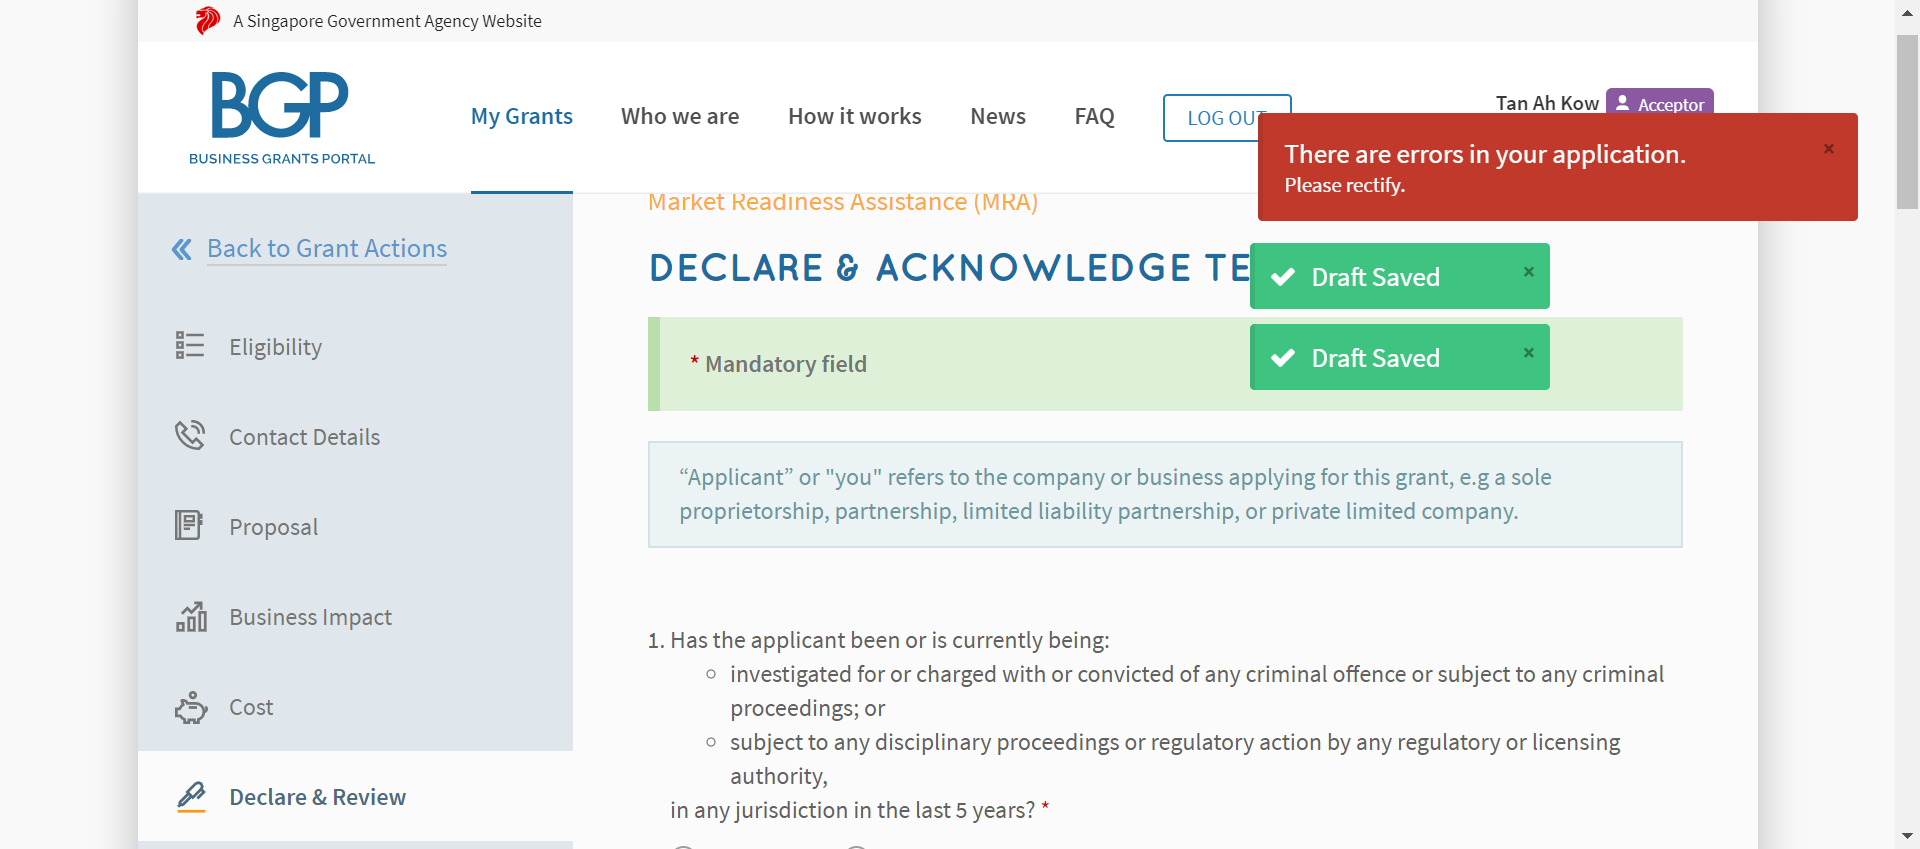 A Singapore Government Agency Website
BGP
BUSINESS GRANTS PORTAL
My Grants
Who we are
How it works
News
FAQ
LOG OUT
Tan Ah Kow
Acceptor
There are errors in your application.
Please rectify.
×
Back to Grant Actions
Eligibility
Contact Details
Proposal
Business Impact
Cost
Declare & Review
Market Readiness Assistance (MRA)
DECLARE & ACKNOWLEDGE TE
Draft Saved ×
Draft Saved ×
* Mandatory field
“Applicant” or "you" refers to the company or business applying for this grant, e.g a sole
proprietorship, partnership, limited liability partnership, or private limited company.
1. Has the applicant been or is currently being:
investigated for or charged with or convicted of any criminal offence or subject to any criminal
proceedings; or
subject to any disciplinary proceedings or regulatory action by any regulatory or licensing
authority,
in any jurisdiction in the last 5 years? *